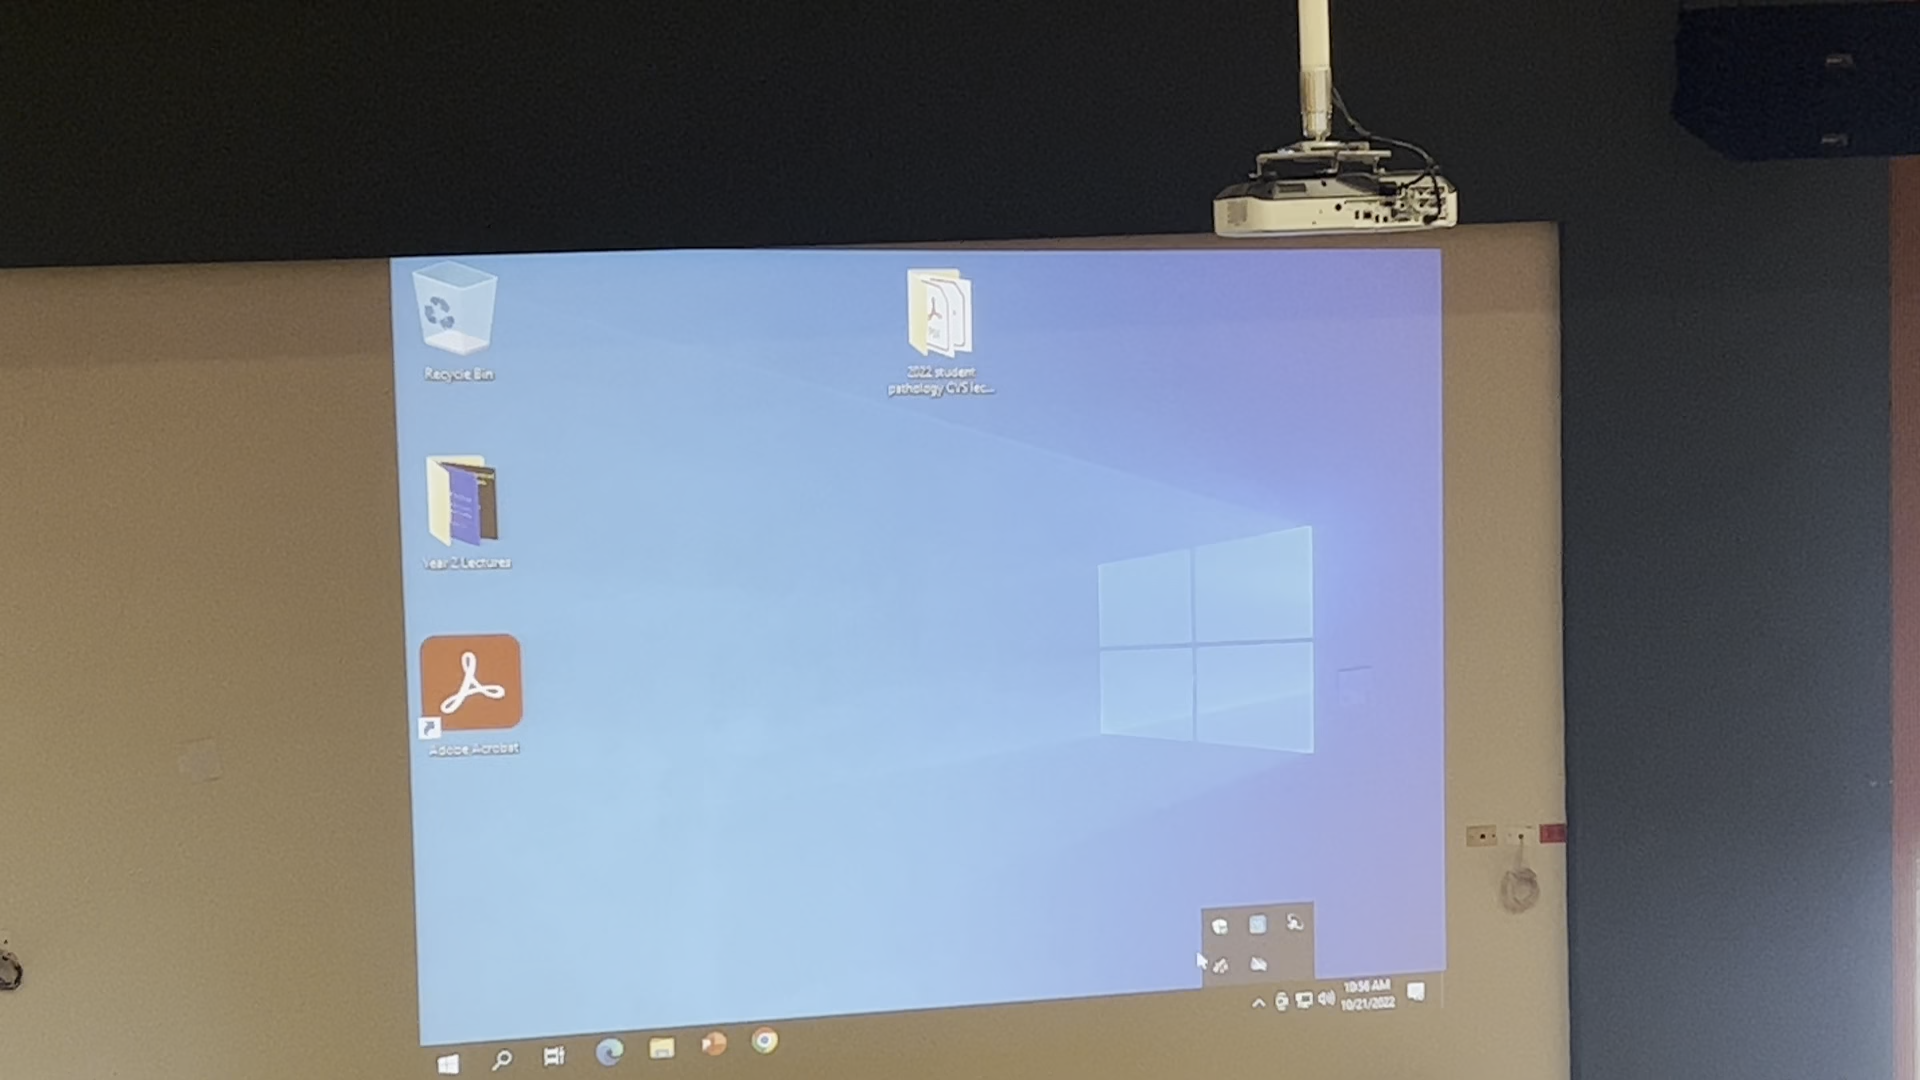 Recycle Bin
2022 student
pathology CVS lec...
Year 2 Lectures
Adobe Acrobat
10:56 AM
10/21/2022